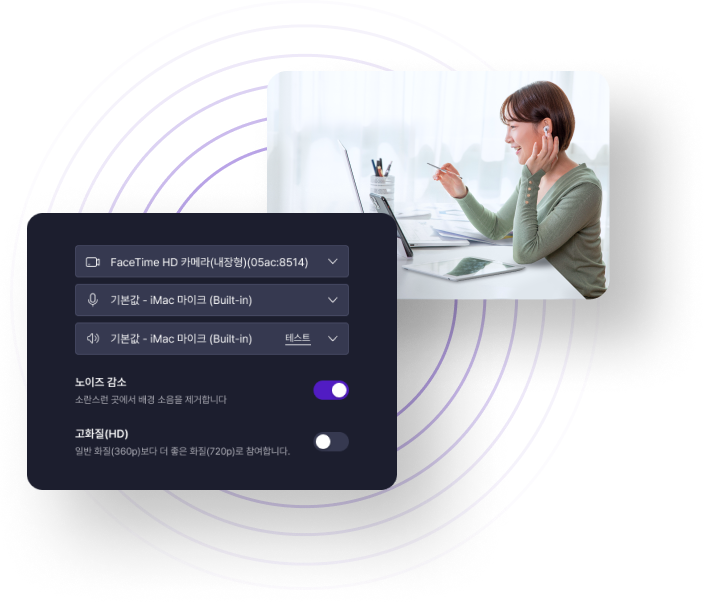 FaceTime HD 카메라(내장형)(05ac:8514)
기본값 - iMac 마이크 (Built-in)
기본값 - iMac 마이크 (Built-in) 테스트
노이즈 감소
소란스런 곳에서 배경 소음을 제거합니다
고화질(HD)
일반 화질(360p)보다 더 좋은 화질(720p)로 참여합니다.